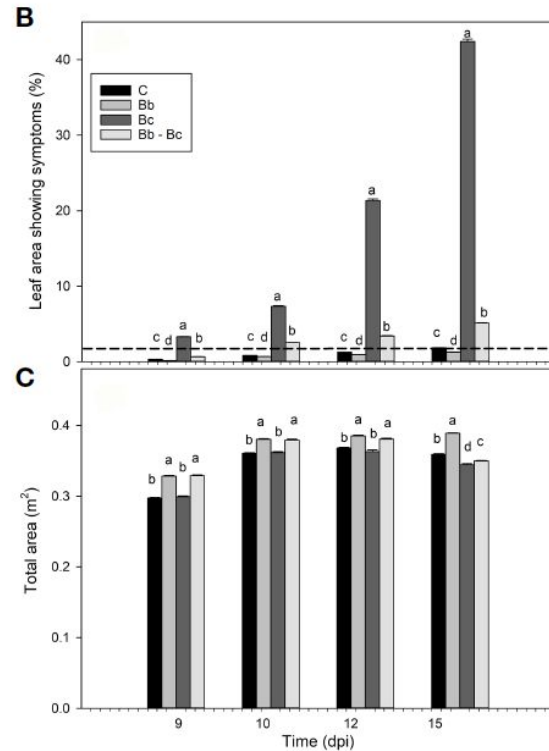 B
Leaf area showing symptoms (%)
40
30
20
10
0
C
Bb
Bc
Bb - Bc
c d a b
c d a b
c d a b
c d a b
C
Total area (m²)
0.4
0.3
0.2
0.1
0.0
b a b a
b a b a
b a b a
b a d c
9 10 12 15
Time (dpi)